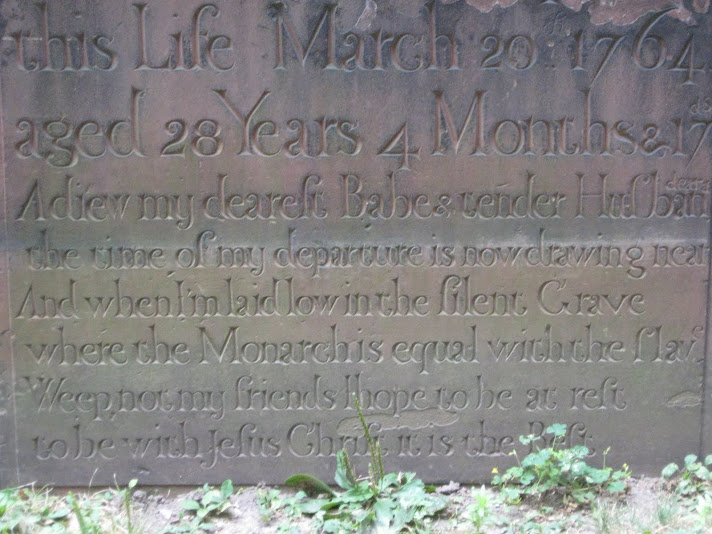 this Life March 20th 1764
aged 28 Years 4 Months & 17 ds
Adiew my dearest Babe & tender Husban
dear
the time of my departure is now drawing near
And when I'm laid low in the silent Grave
where the Monarch is equal with the slave
Weep not my friends I hope to be at rest
to be with Jesus Christ it is the Best